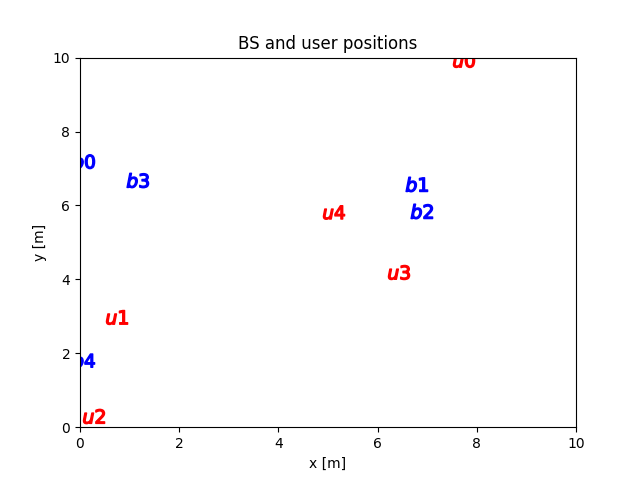 BS and user positions
u0
10
8
b0
b3
b1
6
u4
b2
y [m]
4
u3
u1
2
b4
u2
0
0 2 4 6 8 10
x [m]